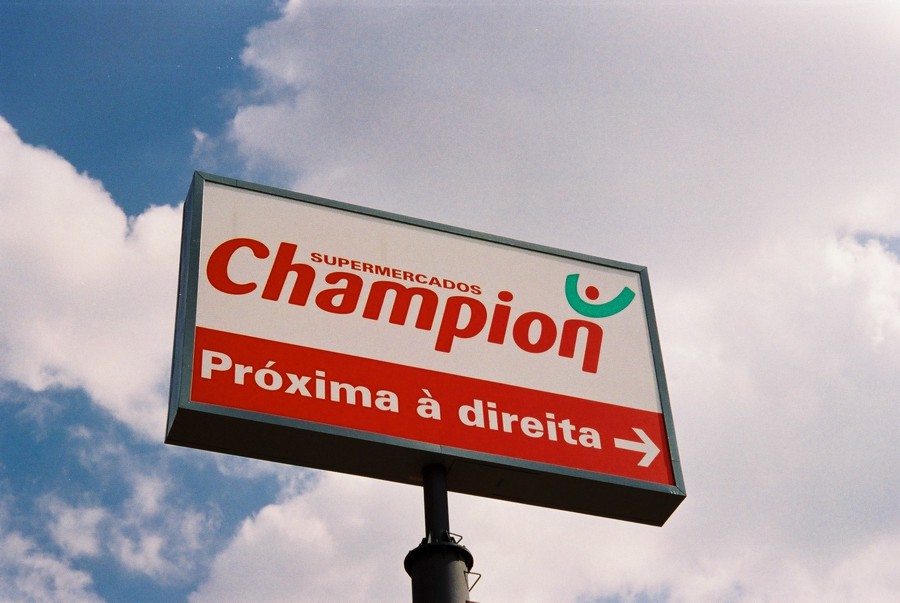 SUPERMERCADOS
Champion
Próxima à direita →